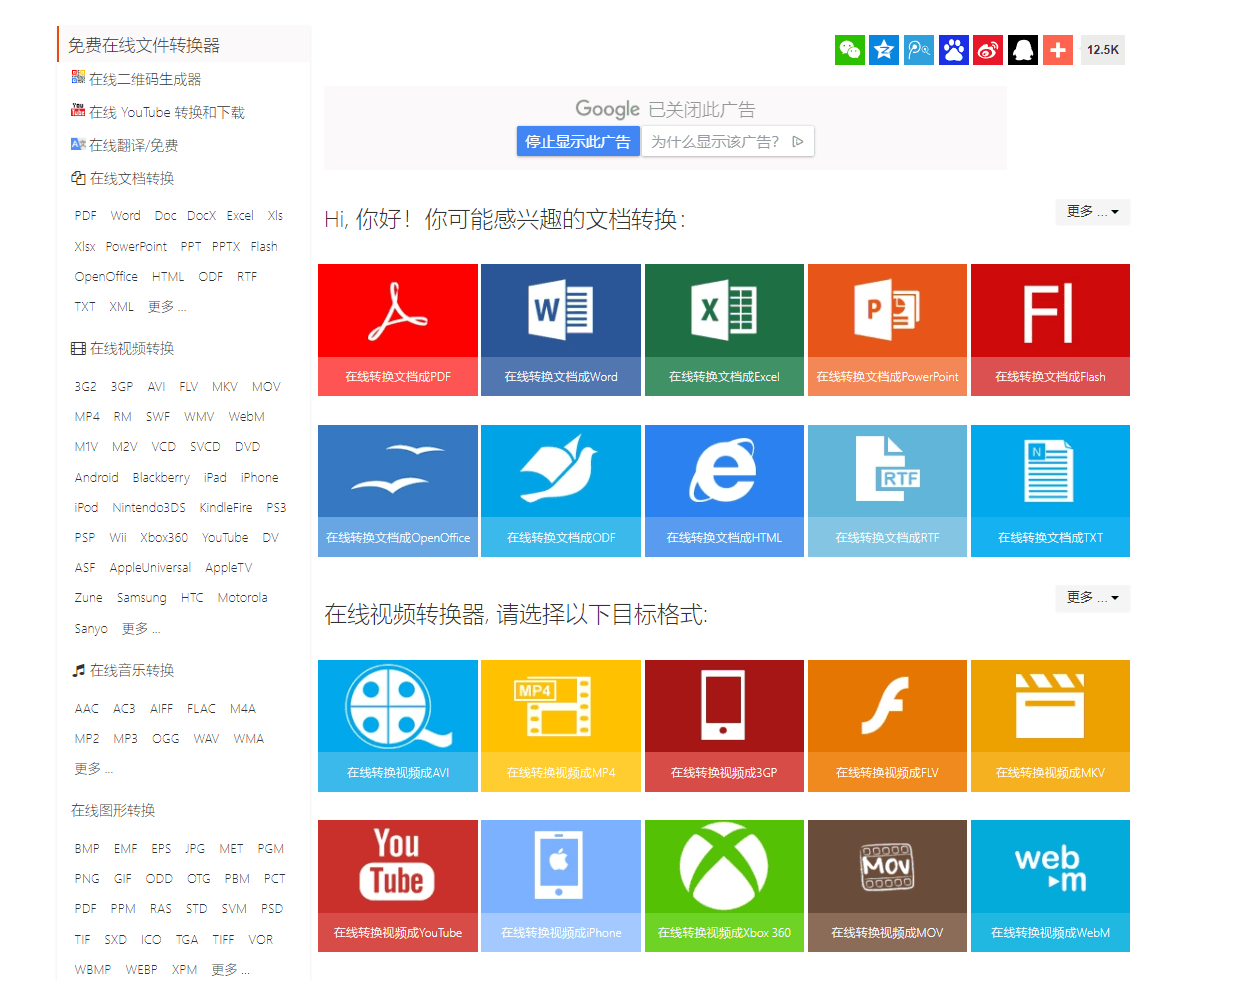 免费在线文件转换器
在线二维码生成器
在线 YouTube 转换和下载
在线翻译/免费
在线文档转换
PDF Word Doc DocX Excel Xls
Xlsx PowerPoint PPT PPTX Flash
OpenOffice HTML ODF RTF
TXT XML 更多 ...
在线视频转换
3G2 3GP AVI FLV MKV MOV
MP4 RM SWF WMV WebM
M1V M2V VCD SVCD DVD
Android Blackberry iPad iPhone
iPod Nintendo3DS KindleFire PS3
PSP Wii Xbox360 YouTube DV
ASF AppleUniversal AppleTV
Zune Samsung HTC Motorola
Sanyo 更多 ...
在线音乐转换
AAC AC3 AIFF FLAC M4A
MP2 MP3 OGG WAV WMA
更多 ...
在线图形转换
BMP EMF EPS JPG MET PGM
PNG GIF ODD OTG PBM PCT
PDF PPM RAS STD SVM PSD
TIF SXD ICO TGA TIFF VOR
WBMP WEBP XPM 更多 ...
12.5K
Google 已关闭此广告
停止显示此广告 为什么显示该广告?
Hi, 你好！你可能感兴趣的文档转换:
更多 ...
W X P Fl
在线转换文档成PDF 在线转换文档成Word 在线转换文档成Excel 在线转换文档成PowerPoint 在线转换文档成Flash
RTF N
在线转换文档成OpenOffice 在线转换文档成ODF 在线转换文档成HTML 在线转换文档成RTF 在线转换文档成TXT
在线视频转换器, 请选择以下目标格式:
更多 ...
MP4
在线转换视频成AVI 在线转换视频成MP4 在线转换视频成3GP 在线转换视频成FLV 在线转换视频成MKV
You Tube MOV web m
在线转换视频成YouTube 在线转换视频成iPhone 在线转换视频成Xbox 360 在线转换视频成MOV 在线转换视频成WebM